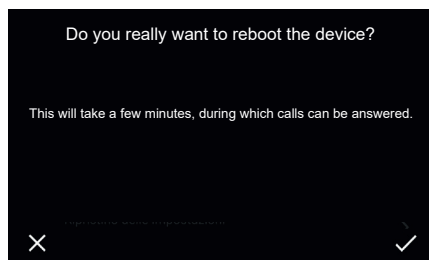 Do you really want to reboot the device?
This will take a few minutes, during which calls can be answered.